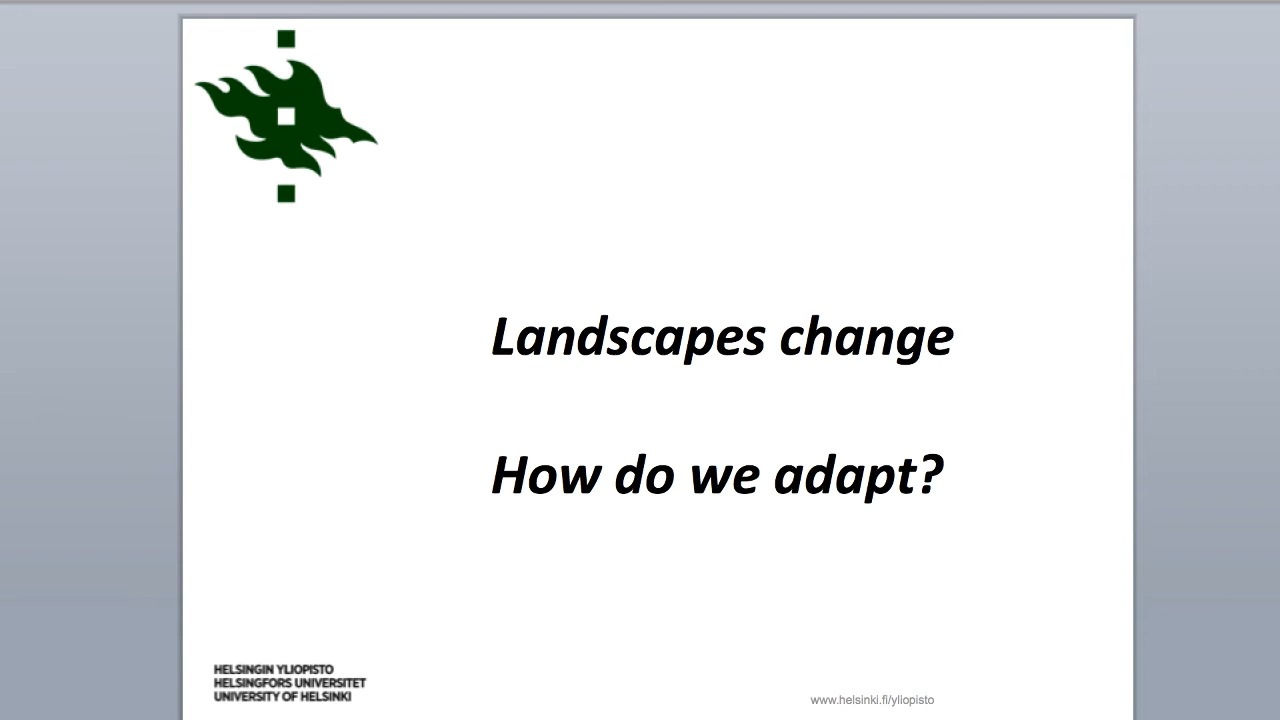 Landscapes change
How do we adapt?
HELSINGIN YLIOPISTO
HELSINGFORS UNIVERSITET
UNIVERSITY OF HELSINKI
www.helsinki.fi/yliopisto